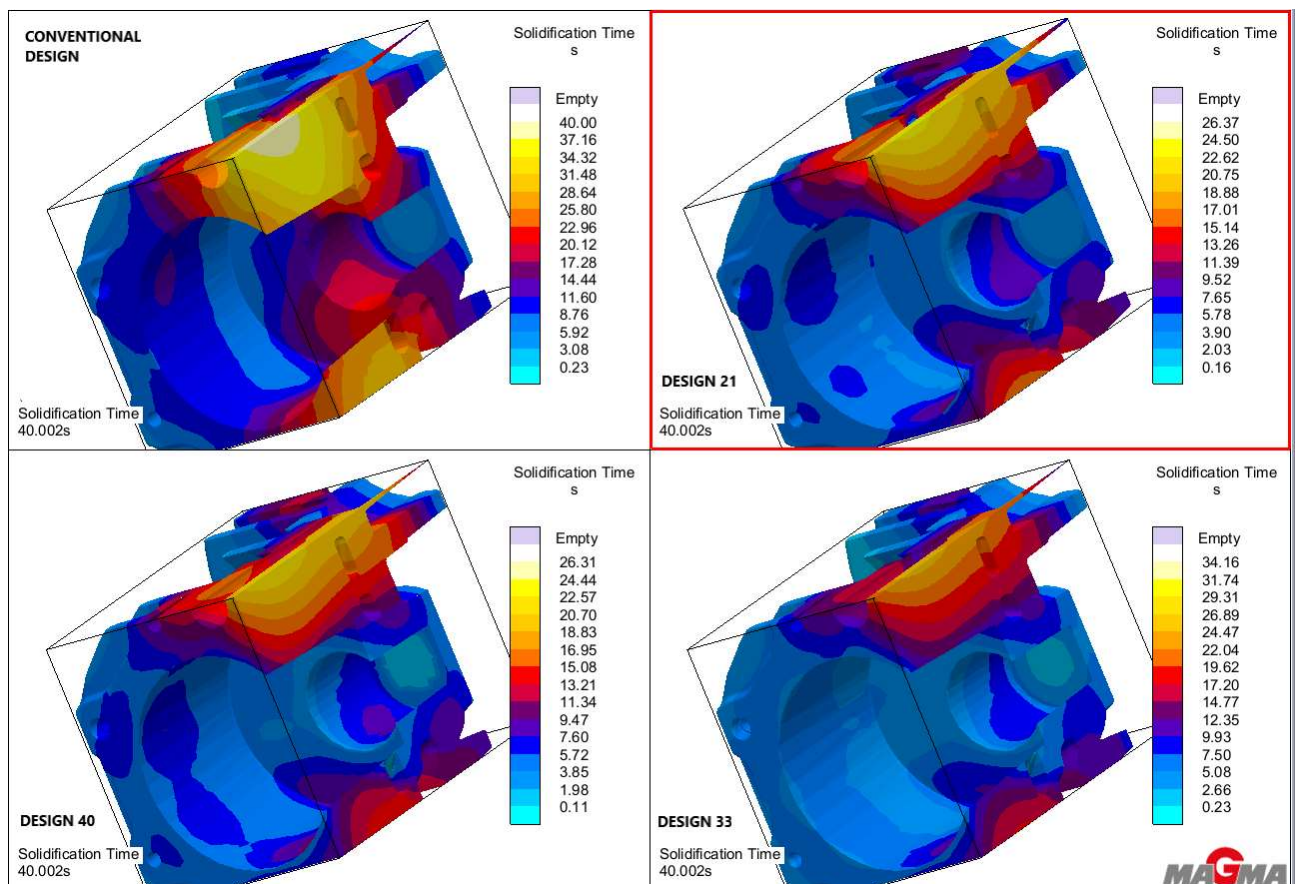 CONVENTIONAL
DESIGN
Solidification Time
s
Empty
40.00
37.16
34.32
31.48
28.64
25.80
22.96
20.12
17.28
14.44
11.60
8.76
5.92
3.08
0.23
Solidification Time
40.002s
Solidification Time
s
Empty
26.37
24.50
22.62
20.75
18.88
17.01
15.14
13.26
11.39
9.52
7.65
5.78
3.90
2.03
0.16
DESIGN 21
Solidification Time
40.002s
Solidification Time
s
Empty
26.31
24.44
22.57
20.70
18.83
16.95
15.08
13.21
11.34
9.47
7.60
5.72
3.85
1.98
0.11
DESIGN 40
Solidification Time
40.002s
Solidification Time
s
Empty
34.16
31.74
29.31
26.89
24.47
22.04
19.62
17.20
14.77
12.35
9.93
7.50
5.08
2.66
0.23
DESIGN 33
Solidification Time
40.002s
MAGMA